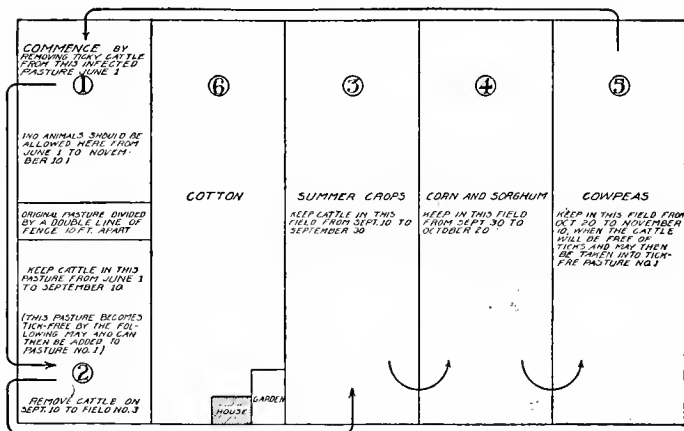 COMMENCE BY
REMOVING TICKY CATTLE
FROM THIS INFECTED
PASTURE JUNE 1
1
(NO ANIMALS SHOULD BE
ALLOWED HERE FROM
JUNE 1 TO NOVEM-
BER 10)
ORIGINAL PASTURE DIVIDED
BY A DOUBLE LINE OF
FENCE 10 FT. APART
KEEP CATTLE IN THIS
PASTURE FROM JUNE 1
TO SEPTEMBER 10
(THIS PASTURE BECOMES
TICK-FREE BY THE FOL-
LOWING MAY AND CAN
THEN BE ADDED TO
PASTURE NO. 1)
2
REMOVE CATTLE ON
SEPT. 10 TO FIELD NO. 3
6
COTTON
HOUSE
GARDEN
3
SUMMER CROPS
KEEP CATTLE IN THIS
FIELD FROM SEPT. 10 TO
SEPTEMBER 30
4
CORN AND SORGHUM
KEEP IN THIS FIELD
FROM SEPT 30 TO
OCTOBER 20
5
COWPEAS
KEEP IN THIS FIELD FROM
OCT 20 TO NOVEMBER
10, WHEN THE CATTLE
WILL BE FREE OF
TICKS AND MAY THEN
BE TAKEN INTO TICK-
FRE PASTURE NO. 1